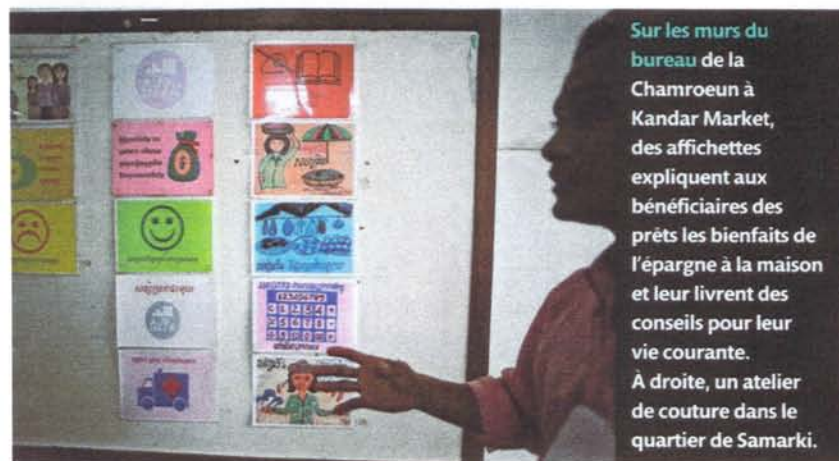 Sur les murs du
bureau de la
Chamroeun à
Kandar Market,
des affichettes
expliquent aux
bénéficiaires des
prêts les bienfaits de
l'épargne à la maison
et leur livrent des
conseils pour leur
vie courante.
À droite, un atelier
de couture dans le
quartier de Samarki.